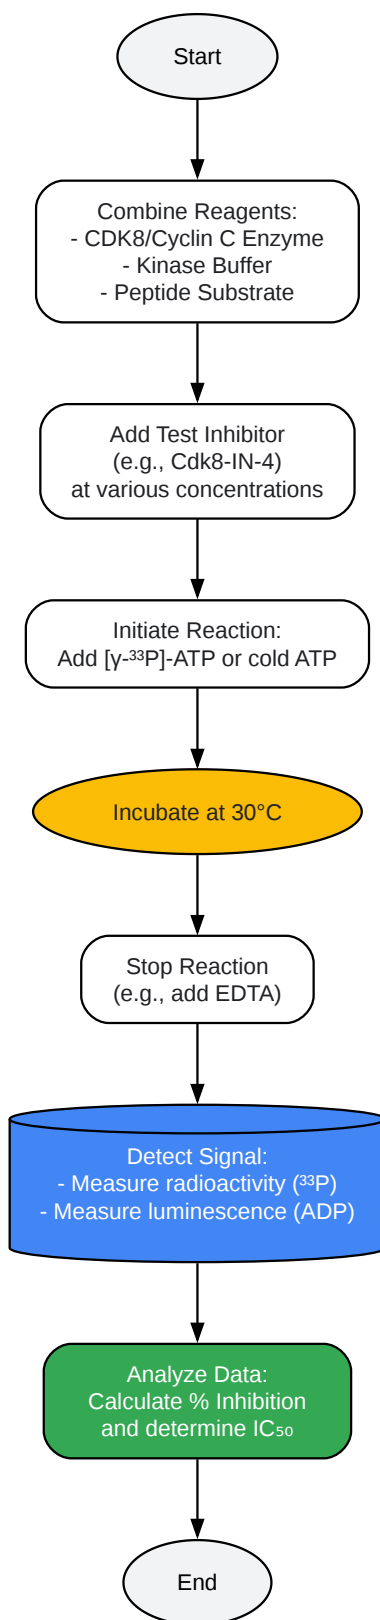 Start
Combine Reagents:
- CDK8/Cyclin C Enzyme
- Kinase Buffer
- Peptide Substrate
Add Test Inhibitor
(e.g., Cdk8-IN-4)
at various concentrations
Initiate Reaction:
Add [γ-³³P]-ATP or cold ATP
Incubate at 30°C
Stop Reaction
(e.g., add EDTA)
Detect Signal:
- Measure radioactivity (³³P)
- Measure luminescence (ADP)
Analyze Data:
Calculate % Inhibition
and determine IC₅₀
End